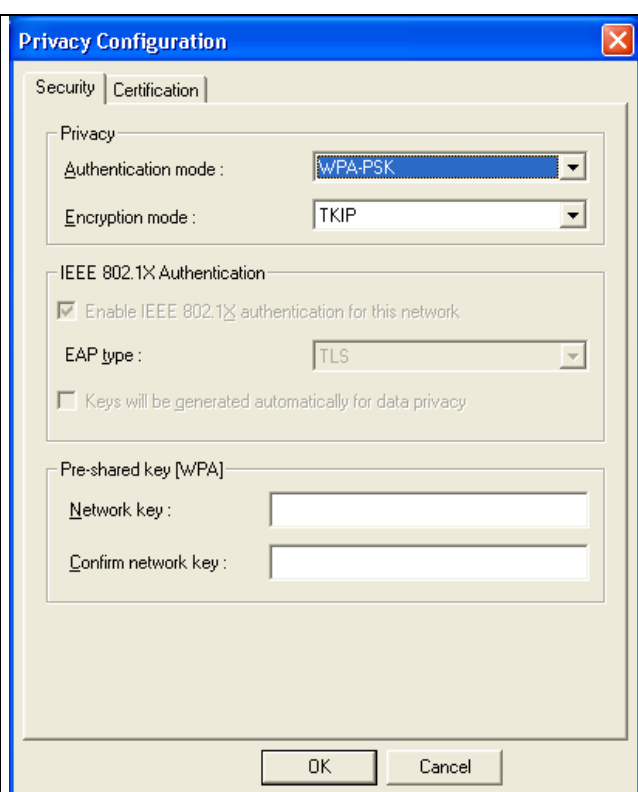 Privacy Configuration
Security
Certification
Privacy
Authentication mode :
WPA-PSK
Encryption mode :
TKIP
IEEE 802.1X Authentication
Enable IEEE 802.1X authentication for this network
EAP type :
TLS
Keys will be generated automatically for data privacy
Pre-shared key [WPA]
Network key :
Confirm network key :
OK
Cancel